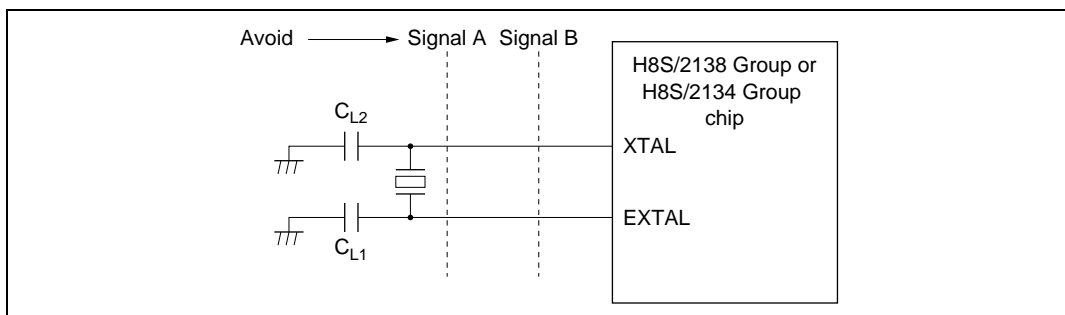 Avoid Signal A Signal B
H8S/2138 Group or
H8S/2134 Group
chip
CL2
XTAL
EXTAL
CL1